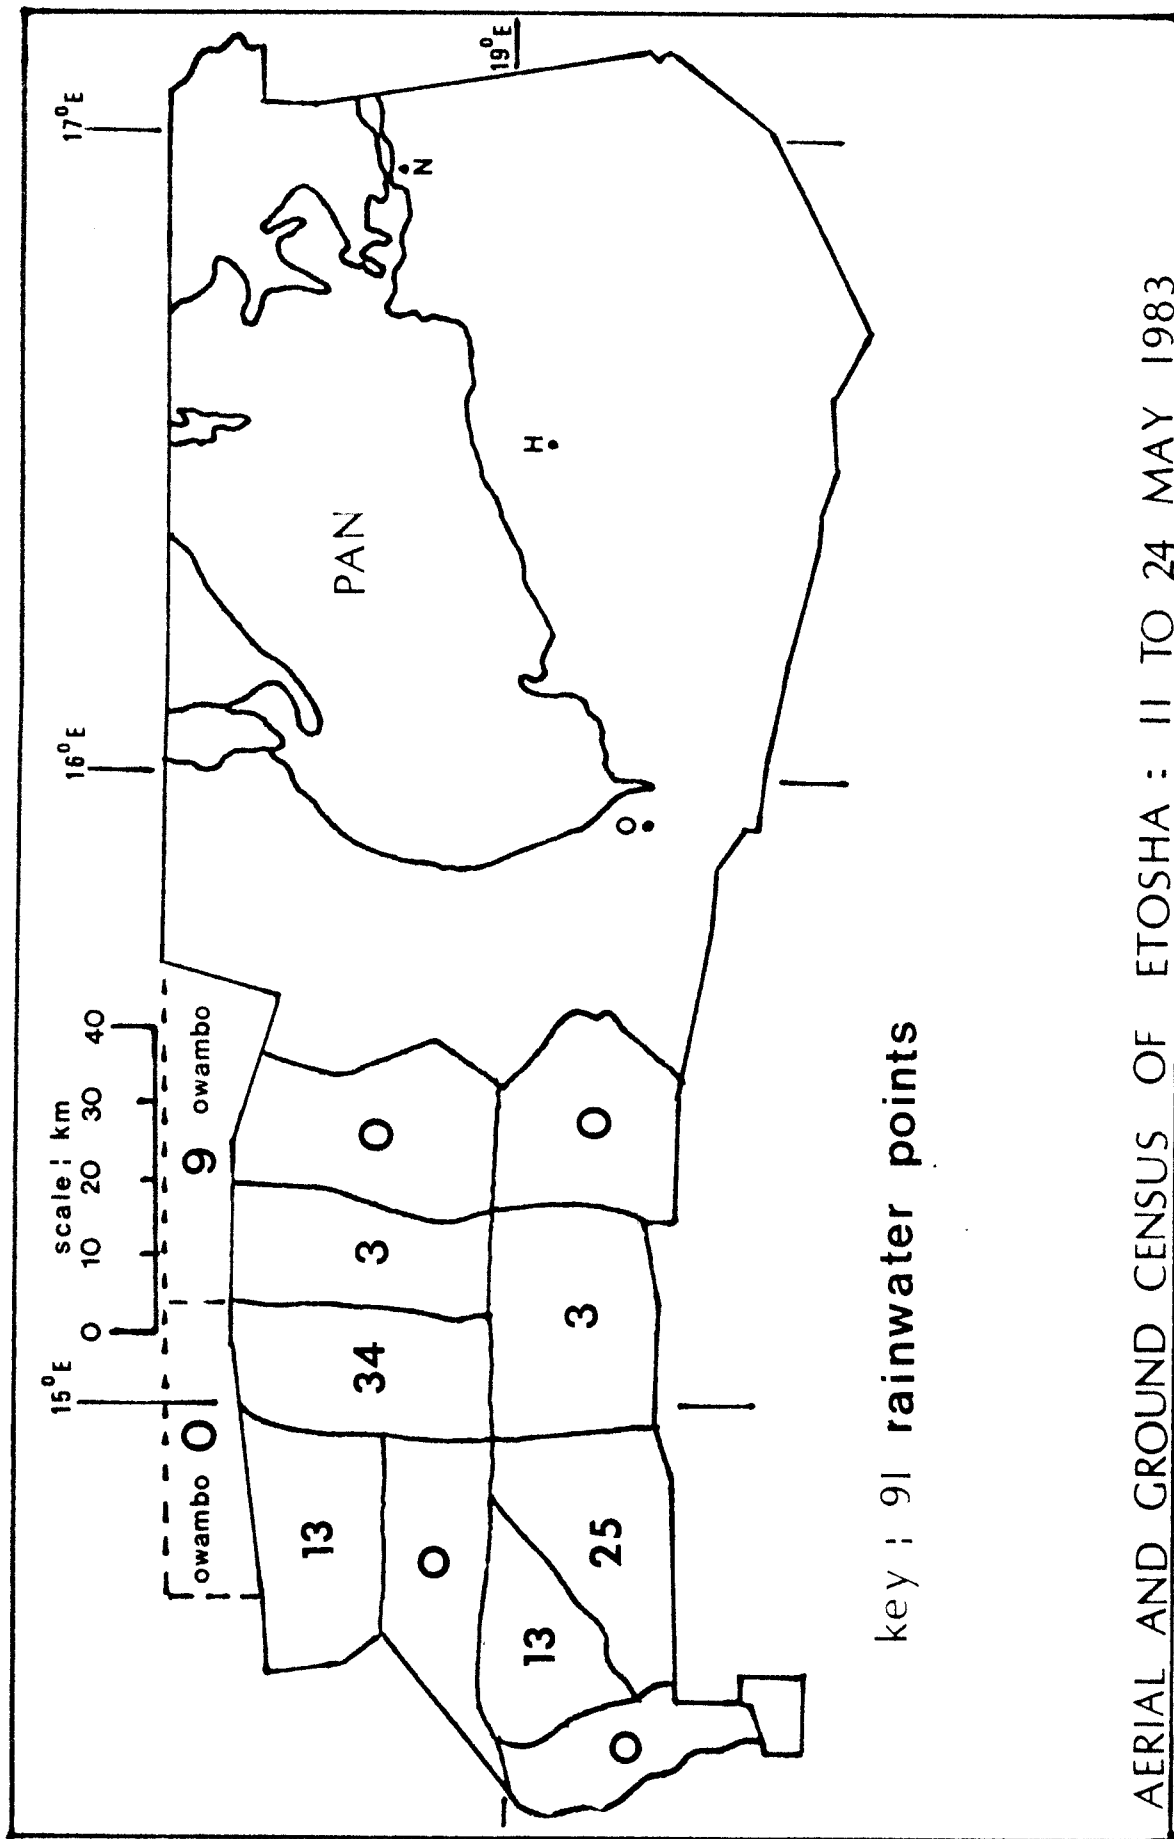 17°E
16°E
15°E
19°E
scale: km
0 10 20 30 40
owambo 0
9 owambo
PAN
N
H
O
13
34
3
0
0
13
25
3
0
0
key: 91 rainwater points
AERIAL AND GROUND CENSUS OF ETOSHA : 11 TO 24 MAY 1983